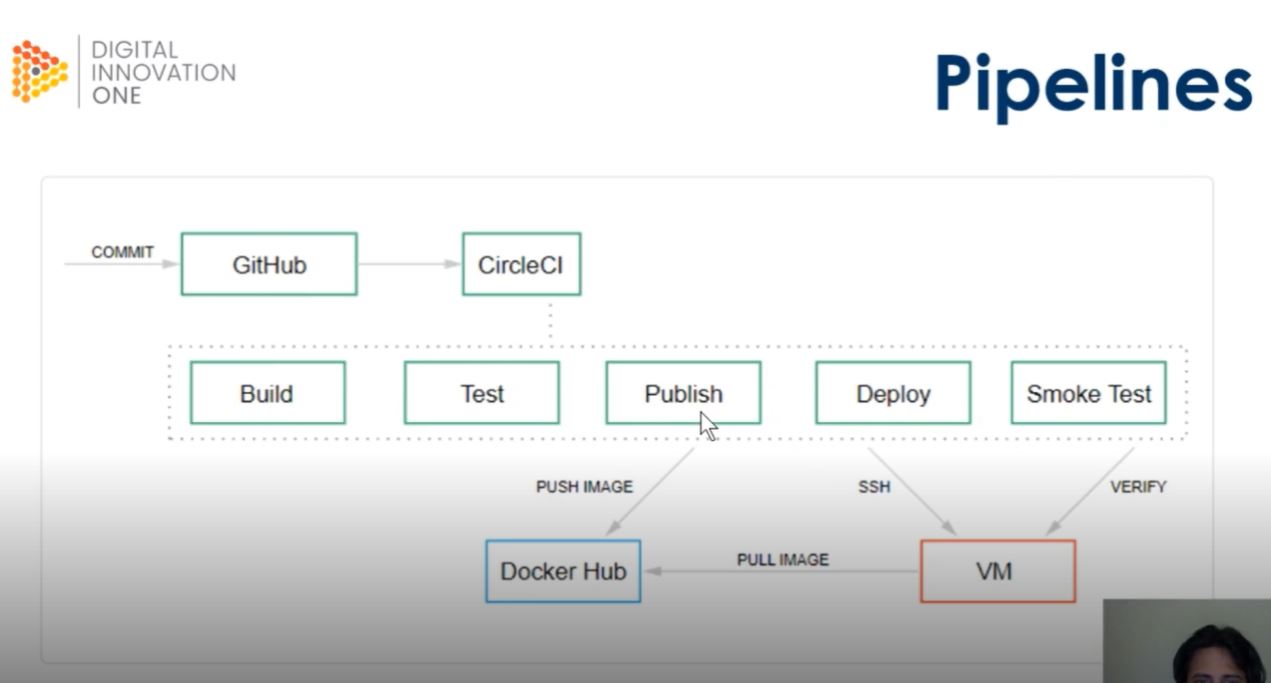 DIGITAL
INNOVATION
ONE
Pipelines
COMMIT
GitHub
CircleCI
Build
Test
Publish
Deploy
Smoke Test
PUSH IMAGE
SSH
VERIFY
Docker Hub
PULL IMAGE
VM